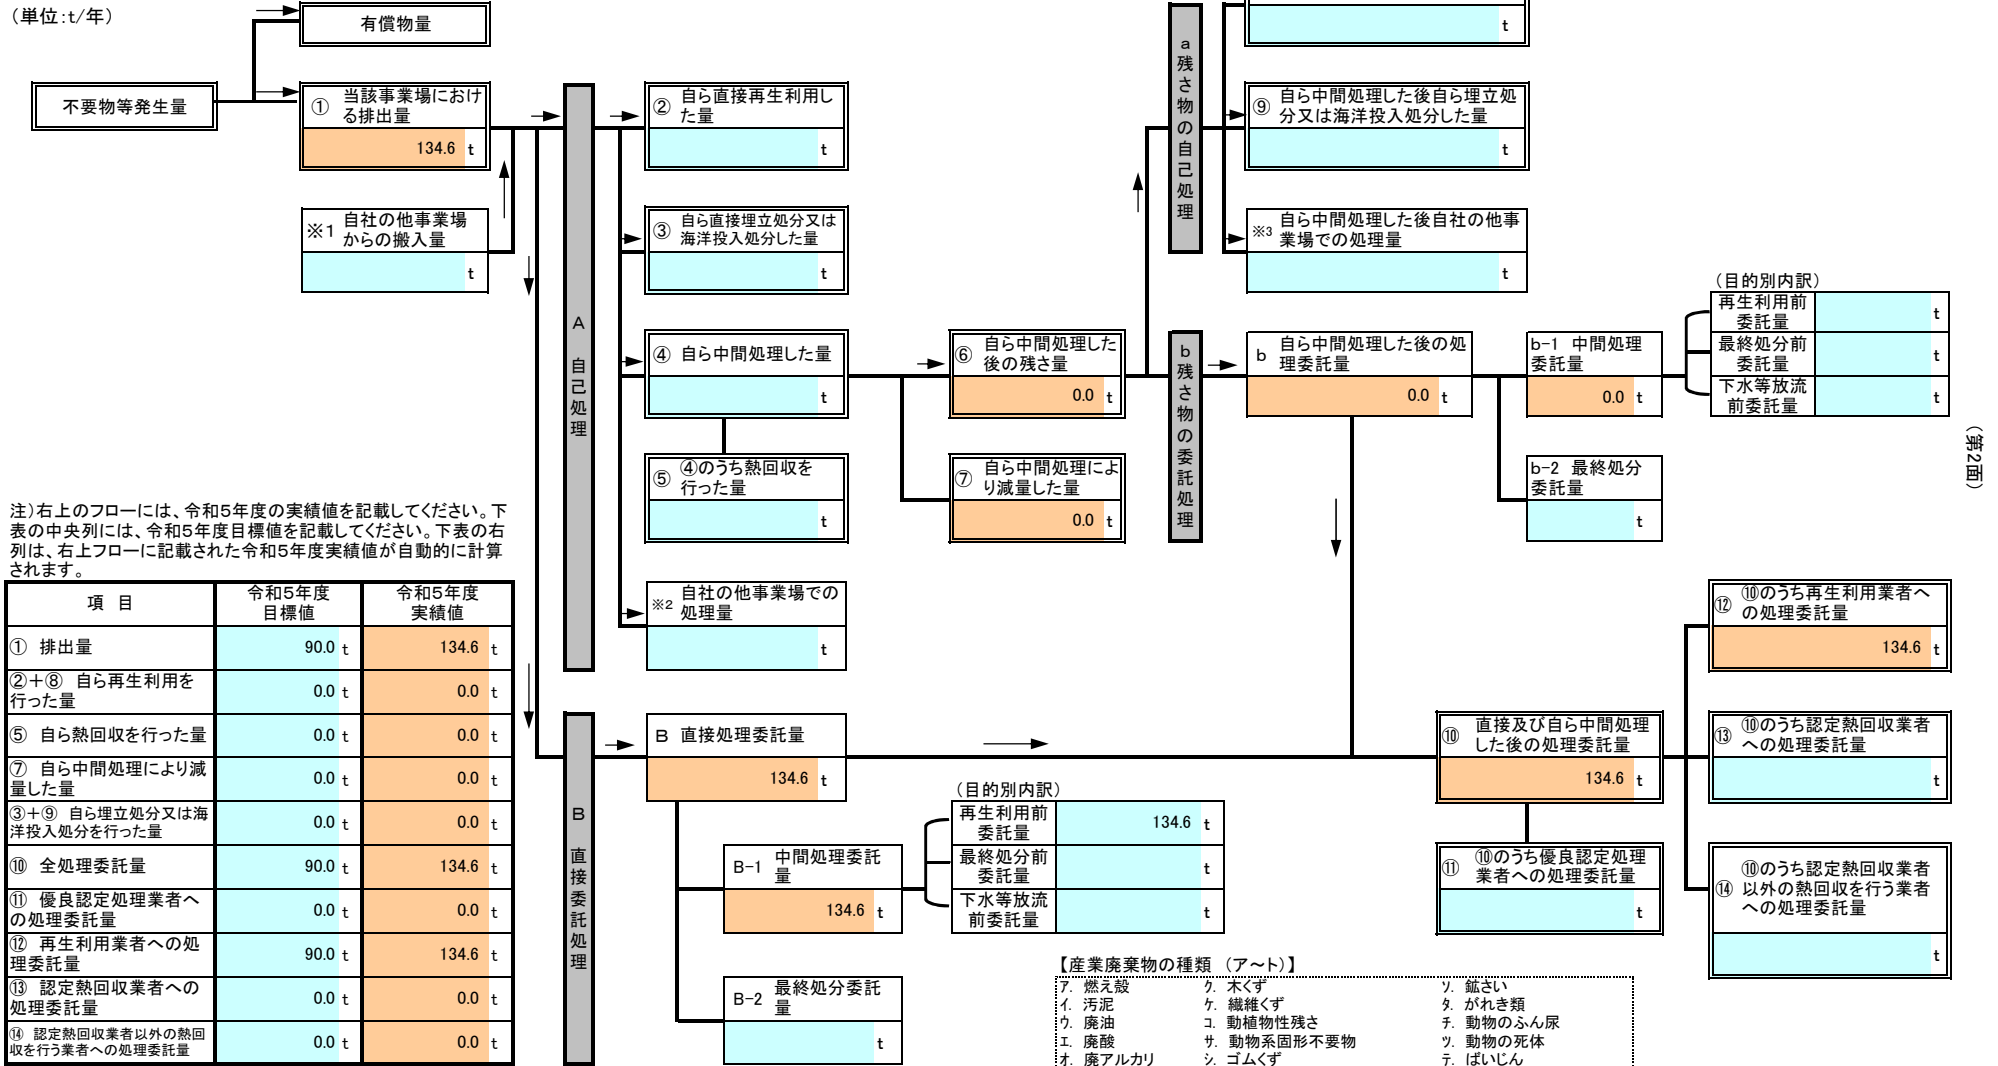 （単位：t/年）
有償物量
不要物等発生量
① 当該事業場におけ
る排出量
134.6 t
※1 自社の他事業場
からの搬入量
t
A 自己処理
② 自ら直接再生利用し
た量
t
③ 自ら直接埋立処分又は
海洋投入処分した量
t
④ 自ら中間処理した量
t
⑤ ④のうち熱回収を
行った量
t
※2 自社の他事業場での
処理量
t
⑥ 自ら中間処理した
後の残さ量
0.0 t
⑦ 自ら中間処理によ
り減量した量
0.0 t
a 残さ物の自己処理
t
⑨ 自ら中間処理した後自ら埋立処
分又は海洋投入処分した量
t
※3 自ら中間処理した後自社の他事
業場での処理量
t
b 残さ物の委託処理
b 自ら中間処理した後の処
理委託量
0.0 t
b-1 中間処理
委託量
0.0 t
（目的別内訳）
再生利用前
委託量
t
最終処分前
委託量
t
下水等放流
前委託量
t
b-2 最終処分
委託量
t
（第2面）
注）右上のフローには、令和5年度の実績値を記載してください。下
表の中央列には、令和5年度目標値を記載してください。下表の右
列は、右上フローに記載された令和5年度実績値が自動的に計算
されます。
項 目 令和5年度 目標値 令和5年度 実績値
① 排出量 90.0 t 134.6 t
②＋⑧ 自ら再生利用を
行った量 0.0 t 0.0 t
⑤ 自ら熱回収を行った量 0.0 t 0.0 t
⑦ 自ら中間処理により減
量した量 0.0 t 0.0 t
③＋⑨ 自ら埋立処分又は海
洋投入処分を行った量 0.0 t 0.0 t
⑩ 全処理委託量 90.0 t 134.6 t
⑪ 優良認定処理業者へ
の処理委託量 0.0 t 0.0 t
⑫ 再生利用業者への処
理委託量 90.0 t 134.6 t
⑬ 認定熱回収業者への
処理委託量 0.0 t 0.0 t
⑭ 認定熱回収業者以外の熱回
収を行う業者への処理委託量 0.0 t 0.0 t
B 直接委託処理
B 直接処理委託量
134.6 t
B-1 中間処理委託
量
134.6 t
（目的別内訳）
再生利用前
委託量
134.6 t
最終処分前
委託量
t
下水等放流
前委託量
t
B-2 最終処分委託
量
t
⑩ 直接及び自ら中間処理
した後の処理委託量
134.6 t
⑪ ⑩のうち優良認定処理
業者への処理委託量
t
⑫ ⑩のうち再生利用業者へ
の処理委託量
134.6 t
⑬ ⑩のうち認定熱回収業者
への処理委託量
t
⑭ ⑩のうち認定熱回収業者
以外の熱回収を行う業者
への処理委託量
t
【産業廃棄物の種類 （ア～ト）】
ア. 燃え殻 ク. 木くず ソ. 鉱さい
イ. 汚泥 ケ. 繊維くず タ. がれき類
ウ. 廃油 コ. 動植物性残さ チ. 動物のふん尿
エ. 廃酸 サ. 動物系固形不要物 ツ. 動物の死体
オ. 廃アルカリ シ. ゴムくず テ. ばいじん